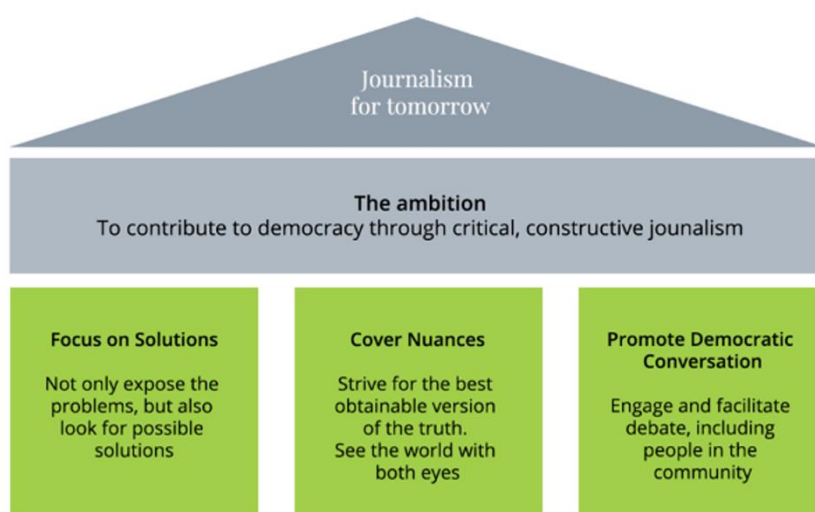 Journalism
for tomorrow
The ambition
To contribute to democracy through critical, constructive jounalism
Focus on Solutions
Not only expose the
problems, but also
look for possible
solutions
Cover Nuances
Strive for the best
obtainable version
of the truth.
See the world with
both eyes
Promote Democratic
Conversation
Engage and facilitate
debate, including
people in the
community